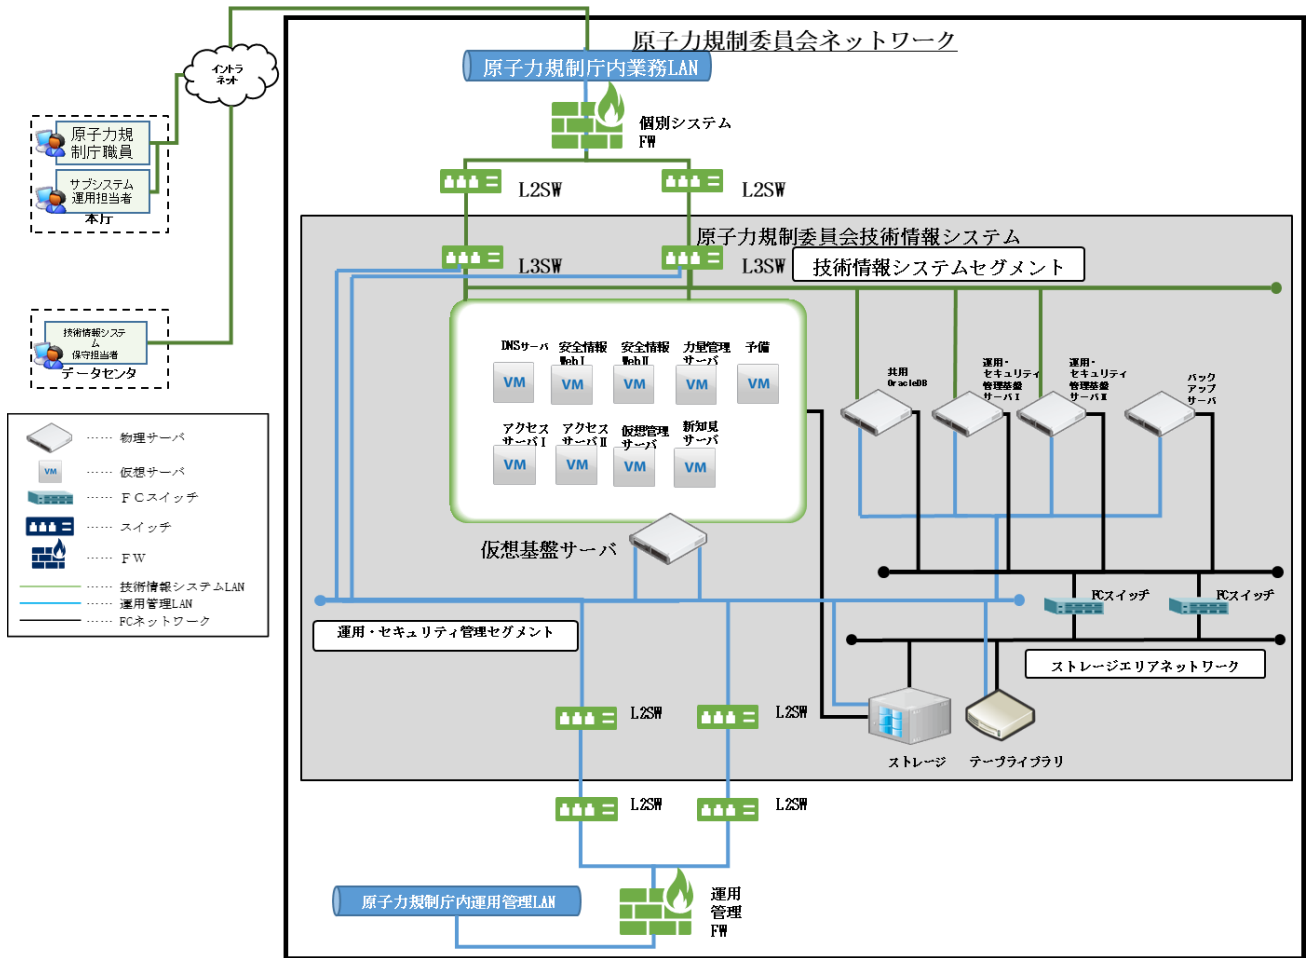 原子力規制委員会ネットワーク
イントラ
ネット
原子力規制庁内業務LAN
個別システム
FW
原子力規
制庁職員
サブシステム
運用担当者
本庁
L2SW
L2SW
原子力規制委員会技術情報システム
L3SW
L3SW
技術情報システムセグメント
技術情報システ
ム
保守担当者
データセンタ
DNSサーバ
VM
安全情報
WebⅠ
VM
安全情報
WebⅡ
VM
力量管理
サーバ
VM
予備
VM
アクセス
サーバⅠ
VM
アクセス
サーバⅡ
VM
仮想管理
サーバ
VM
新知見
サーバ
VM
共用
OracleDB
運用・
セキュリティ
管理基盤
サーバⅠ
運用・
セキュリティ
管理基盤
サーバⅡ
バック
アップサ
ーバ
仮想基盤サーバ
…… 物理サーバ
VM …… 仮想サーバ
…… ＦＣスイッチ
…… スイッチ
…… ＦＷ
…… 技術情報システムLAN
…… 運用管理LAN
…… FCネットワーク
FCスイッチ
FCスイッチ
運用・セキュリティ管理セグメント
ストレージエリアネットワーク
L2SW
L2SW
ストレージ
テープライブラリ
L2SW
L2SW
原子力規制庁内運用管理LAN
運用
管理
FW